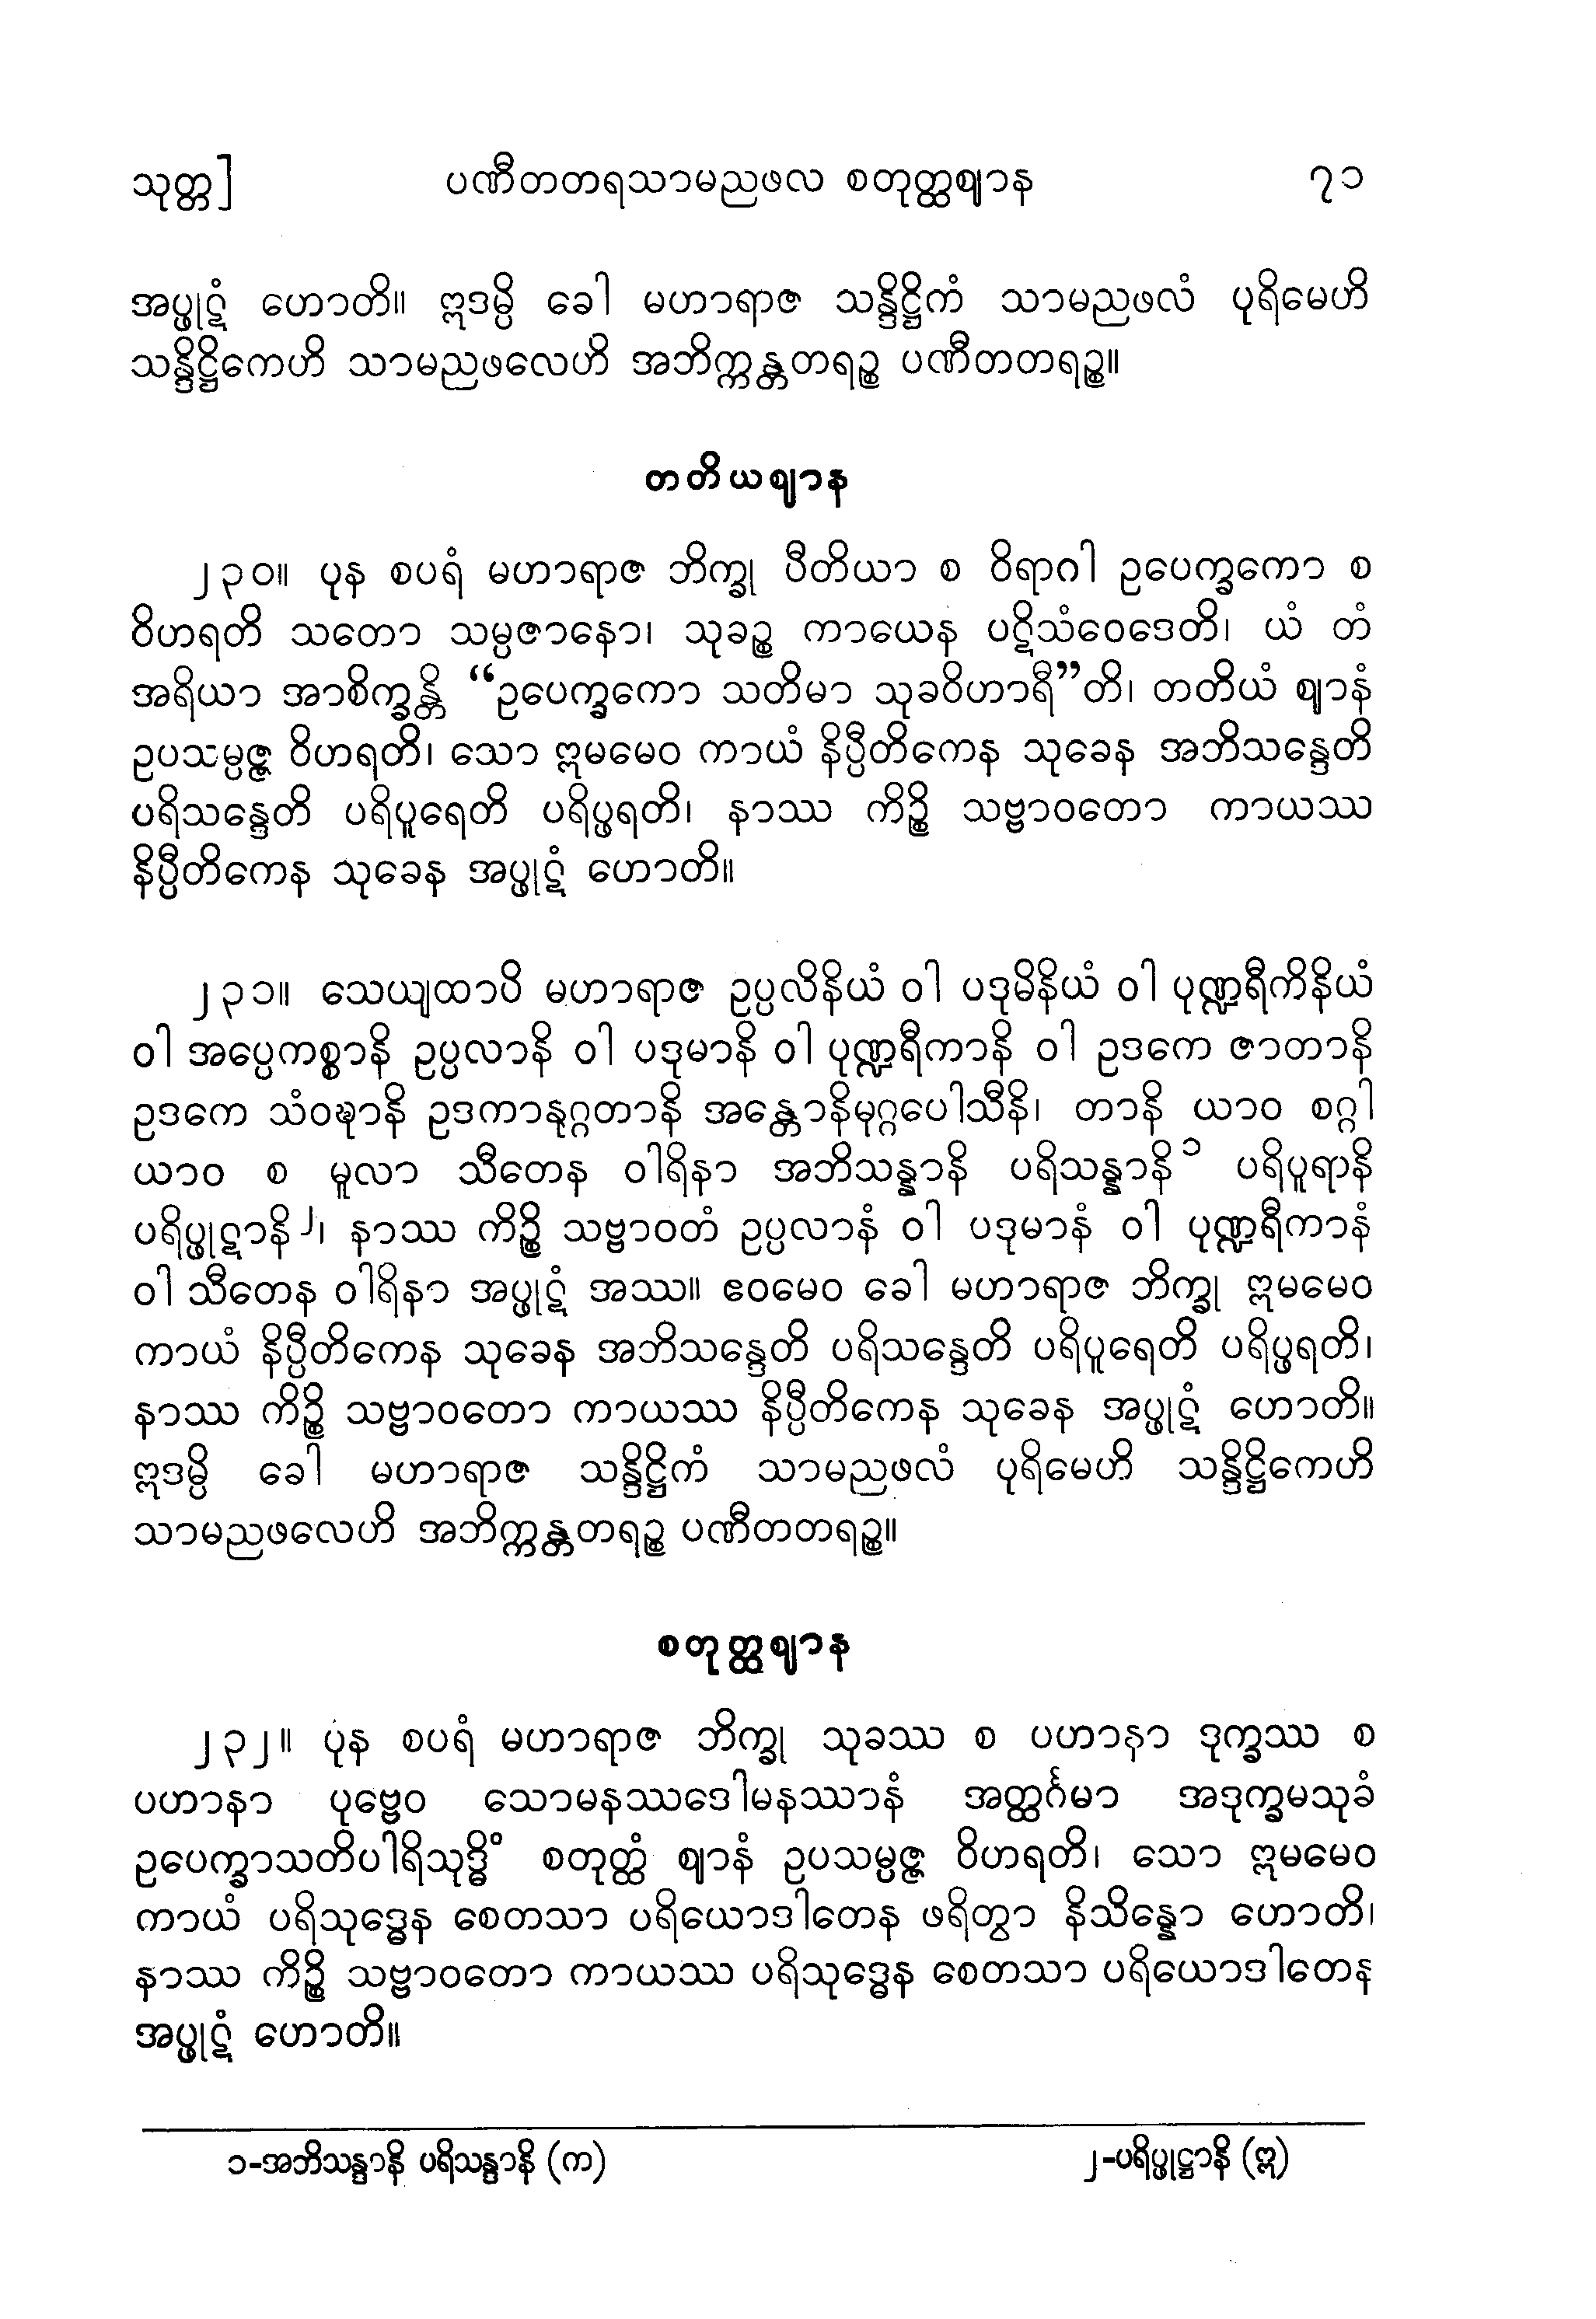 သုတ္တ] ပဏီတတရသာမညဖလ စတုတ္ထဈာန ၇၁
အပ္ဖုဋံ ဟောတိ။ ဣဒမ္ပိ ခေါ မဟာရာဇ သန္ဒိဋ္ဌိကံ သာမညဖလံ ပုရိမေဟိ
သန္ဒိဋ္ဌိကေဟိ သာမညဖလေဟိ အဘိက္ကန္တတရဉ္စ ပဏီတတရဉ္စ။
တတိယဈာန
၂၃၀။ ပုန စပရံ မဟာရာဇ ဘိက္ခု ပီတိယာ စ ဝိရာဂါ ဥပေက္ခကော စ
ဝိဟရတိ သတော သမ္ပဇာနော၊ သုခဉ္စ ကာယေန ပဋိသံဝေဒေတိ၊ ယံ တံ
အရိယာ အာစိက္ခန္တိ “ဥပေက္ခကော သတိမာ သုခဝိဟာရီ”တိ၊ တတိယံ ဈာနံ
ဥပသမ္ပဇ္ဇ ဝိဟရတိ၊ သော ဣမမေဝ ကာယံ နိပ္ပီတိကေန သုခေန အဘိသန္ဒေတိ
ပရိသန္ဒေတိ ပရိပူရေတိ ပရိပ္ဖရတိ၊ နာဿ ကိဉ္စိ သဗ္ဗာဝတော ကာယဿ
နိပ္ပီတိကေန သုခေန အပ္ဖုဋံ ဟောတိ။
၂၃၁။ သေယျထာပိ မဟာရာဇ ဥပ္ပလိနိယံ ဝါ ပဒုမိနိယံ ဝါ ပုဏ္ဍရီကိနိယံ
ဝါ အပ္ပေကစ္စာနိ ဥပ္ပလာနိ ဝါ ပဒုမာနိ ဝါ ပုဏ္ဍရီကာနိ ဝါ ဥဒကေ ဇာတာနိ
ဥဒကေ သံဝဍ္ဎာနိ ဥဒကာနုဂ္ဂတာနိ အန္တောနိမုဂ္ဂပေါသီနိ၊ တာနိ ယာဝ စဂ္ဂါ
ယာဝ စ မူလာ သီတေန ဝါရိနာ အဘိသန္နာနိ ပရိသန္နာနိ ၁ ပရိပူရာနိ
ပရိပ္ဖုဋာနိ ၂၊ နာဿ ကိဉ္စိ သဗ္ဗာဝတံ ဥပ္ပလာနံ ဝါ ပဒုမာနံ ဝါ ပုဏ္ဍရီကာနံ
ဝါ သီတေန ဝါရိနာ အပ္ဖုဋံ အဿ။ ဧဝမေဝ ခေါ မဟာရာဇ ဘိက္ခု ဣမမေဝ
ကာယံ နိပ္ပီတိကေန သုခေန အဘိသန္ဒေတိ ပရိသန္ဒေတိ ပရိပူရေတိ ပရိပ္ဖရတိ၊
နာဿ ကိဉ္စိ သဗ္ဗာဝတော ကာယဿ နိပ္ပီတိကေန သုခေန အပ္ဖုဋံ ဟောတိ။
ဣဒမ္ပိ ခေါ မဟာရာဇ သန္ဒိဋ္ဌိကံ သာမညဖလံ ပုရိမေဟိ သန္ဒိဋ္ဌိကေဟိ
သာမညဖလေဟိ အဘိက္ကန္တတရဉ္စ ပဏီတတရဉ္စ။
စတုတ္ထဈာန
၂၃၂။ ပုန စပရံ မဟာရာဇ ဘိက္ခု သုခဿ စ ပဟာနာ ဒုက္ခဿ စ
ပဟာနာ ပုဗ္ဗေဝ သောမနဿဒေါမနဿာနံ အတ္ထင်္ဂမာ အဒုက္ခမသုခံ
ဥပေက္ခာသတိပါရိသုဒ္ဓိံ စတုတ္ထံ ဈာနံ ဥပသမ္ပဇ္ဇ ဝိဟရတိ၊ သော ဣမမေဝ
ကာယံ ပရိသုဒ္ဓေန စေတသာ ပရိယောဒါတေန ဖရိတွာ နိသိန္နော ဟောတိ၊
နာဿ ကိဉ္စိ သဗ္ဗာဝတော ကာယဿ ပရိသုဒ္ဓေန စေတသာ ပရိယောဒါတေန
အပ္ဖုဋံ ဟောတိ။
၁-အဘိသန္ဒာနိ ပရိသန္ဒာနိ (က) ၂-ပရိပ္ဖုဋ္ဌာနိ (ဣ)